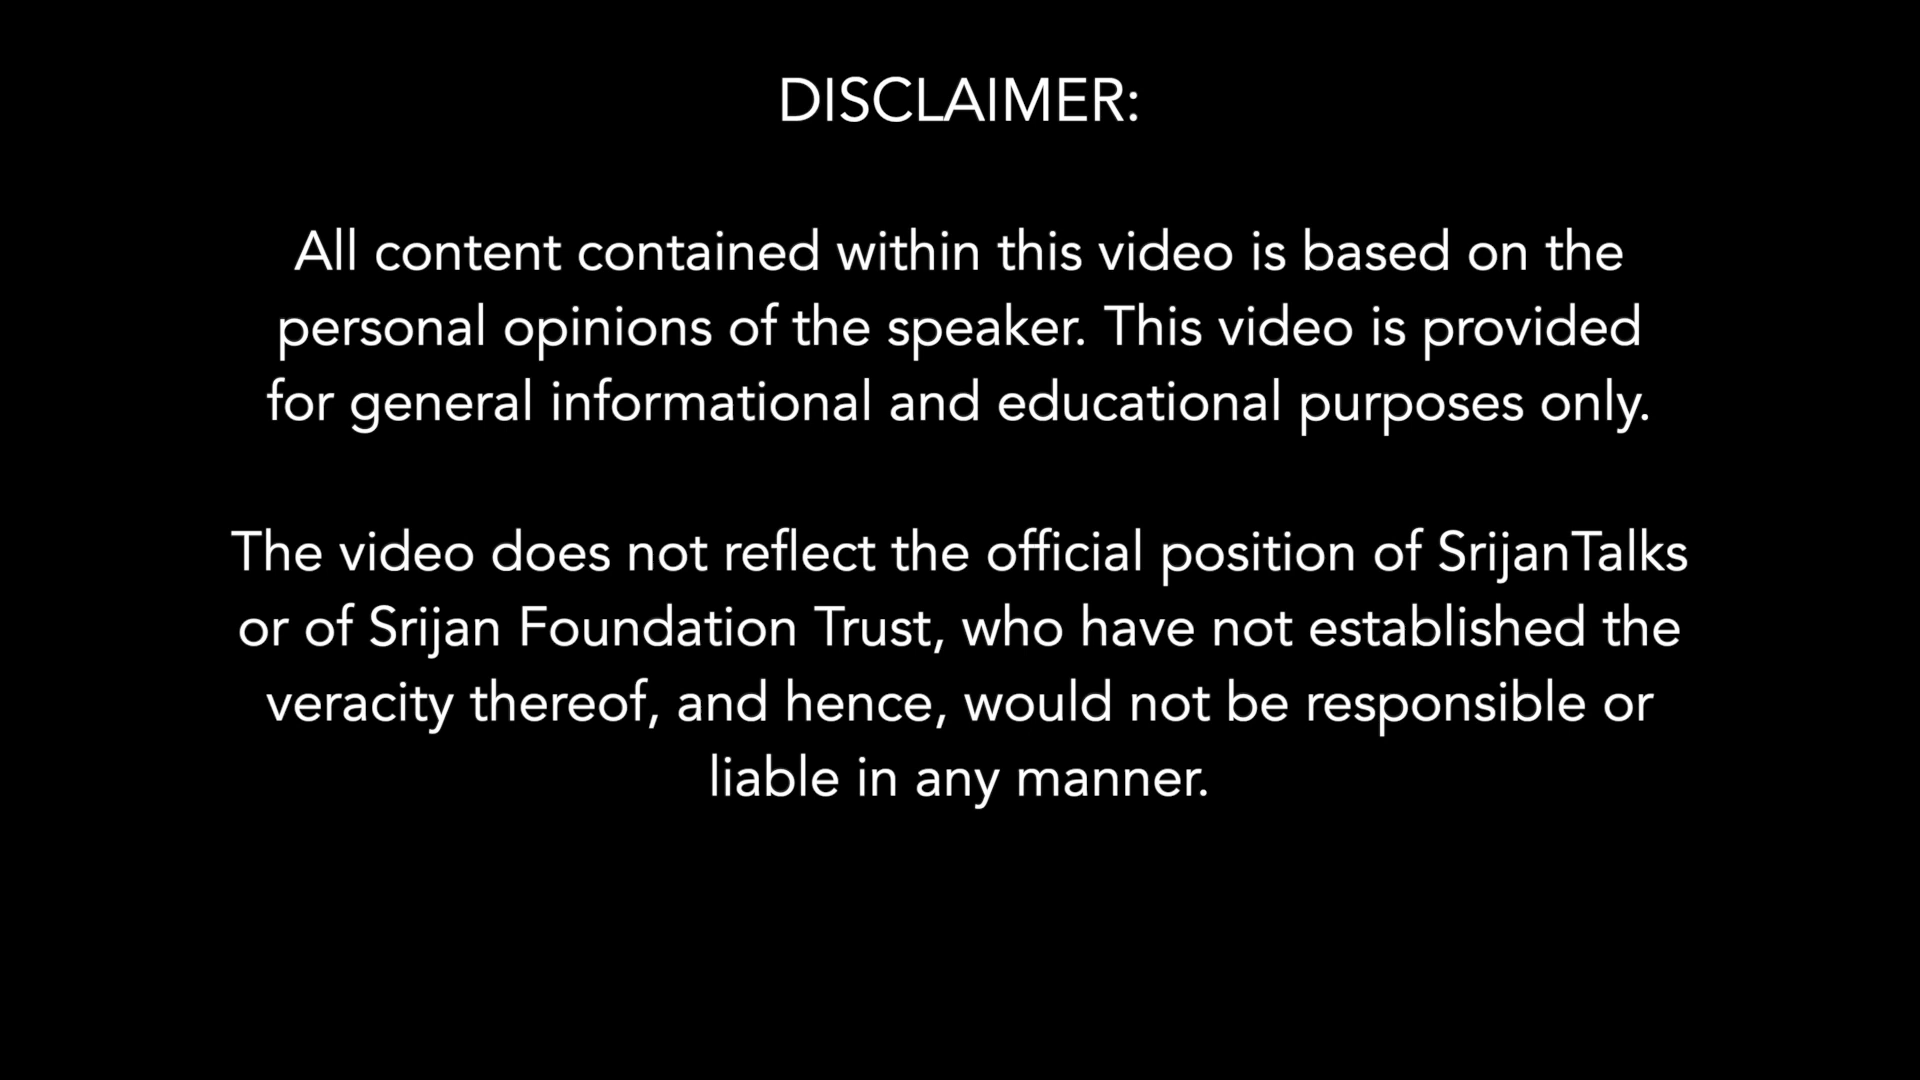 DISCLAIMER:
All content contained within this video is based on the
personal opinions of the speaker. This video is provided
for general informational and educational purposes only.
The video does not reflect the official position of SrijanTalks
or of Srijan Foundation Trust, who have not established the
veracity thereof, and hence, would not be responsible or
liable in any manner.